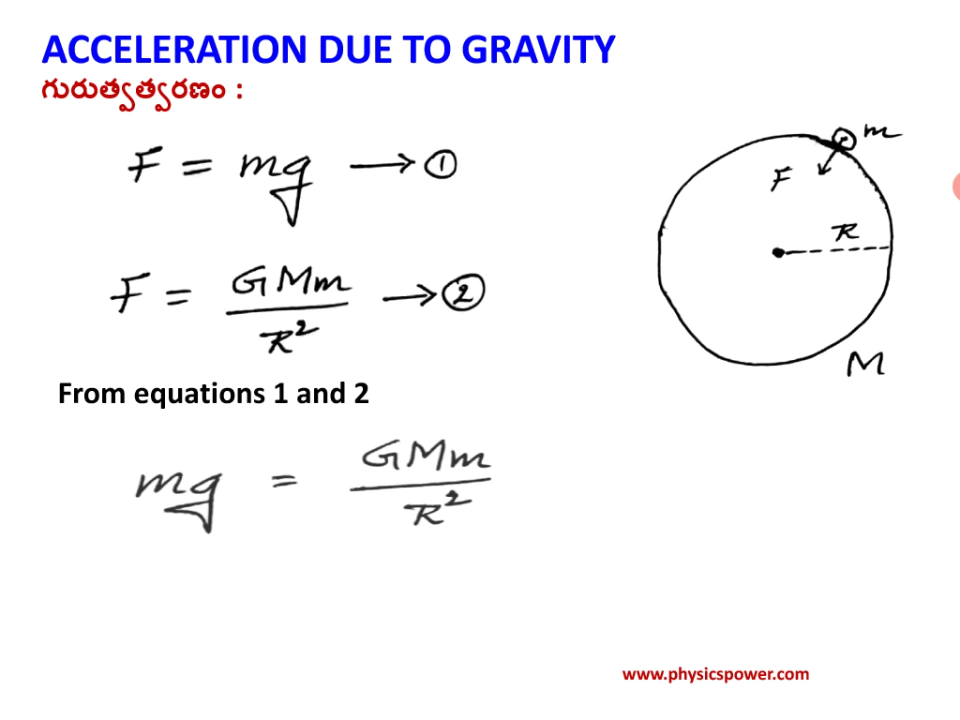 ACCELERATION DUE TO GRAVITY
గురుత్వత్వరణం :
F = mg → ①
F = GMm / R² → ②
From equations 1 and 2
mg = GMm / R²
m
F
R
M
www.physicspower.com